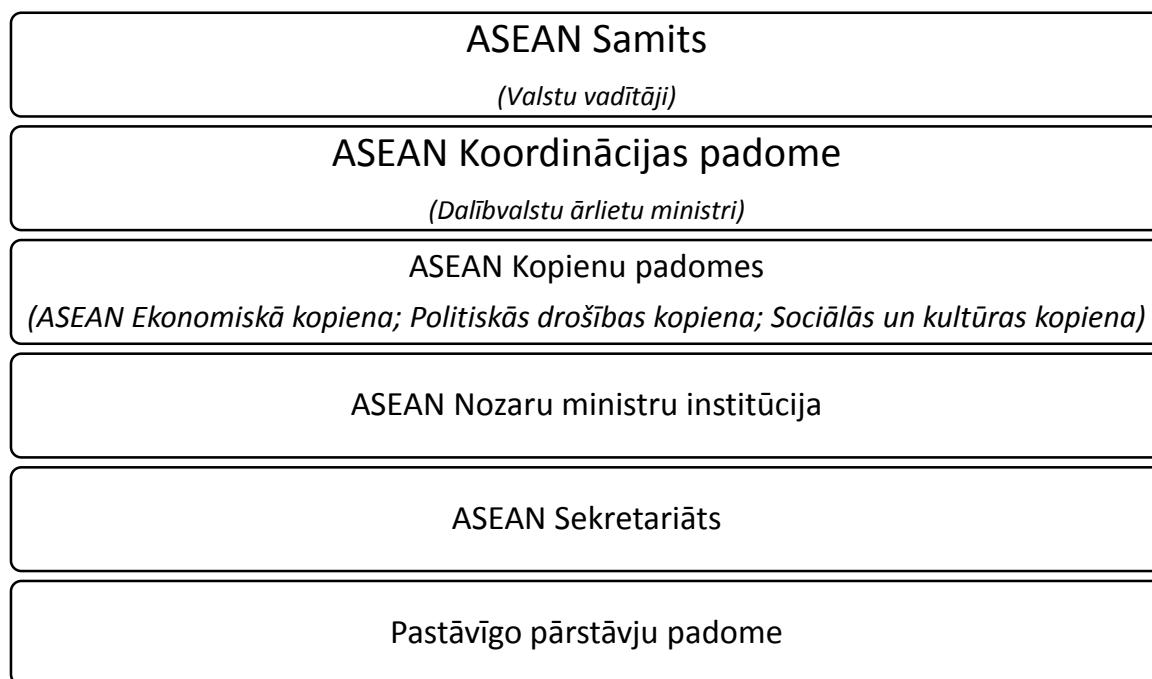 ASEAN Samits
(Valstu vadītāji)
ASEAN Koordinācijas padome
(Dalībvalstu ārlietu ministri)
ASEAN Kopienu padomes
(ASEAN Ekonomiskā kopiena; Politiskās drošības kopiena; Sociālās un kultūras kopiena)
ASEAN Nozaru ministru institūcija
ASEAN Sekretariāts
Pastāvīgo pārstāvju padome